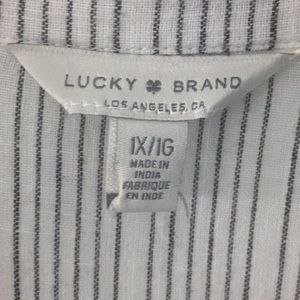 LUCKY BRAND
LOS ANGELES, CA
1X/1G
MADE IN
INDIA
FABRIQUE
EN INDE